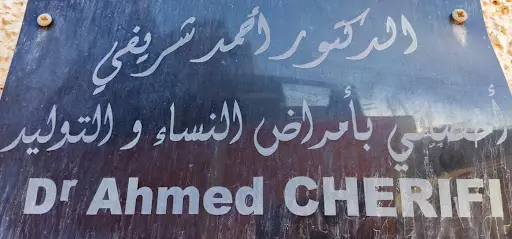 الدكتور أحمد شريفي
أخصائي بأمراض النساء و التوليد
Dr Ahmed CHERIFI